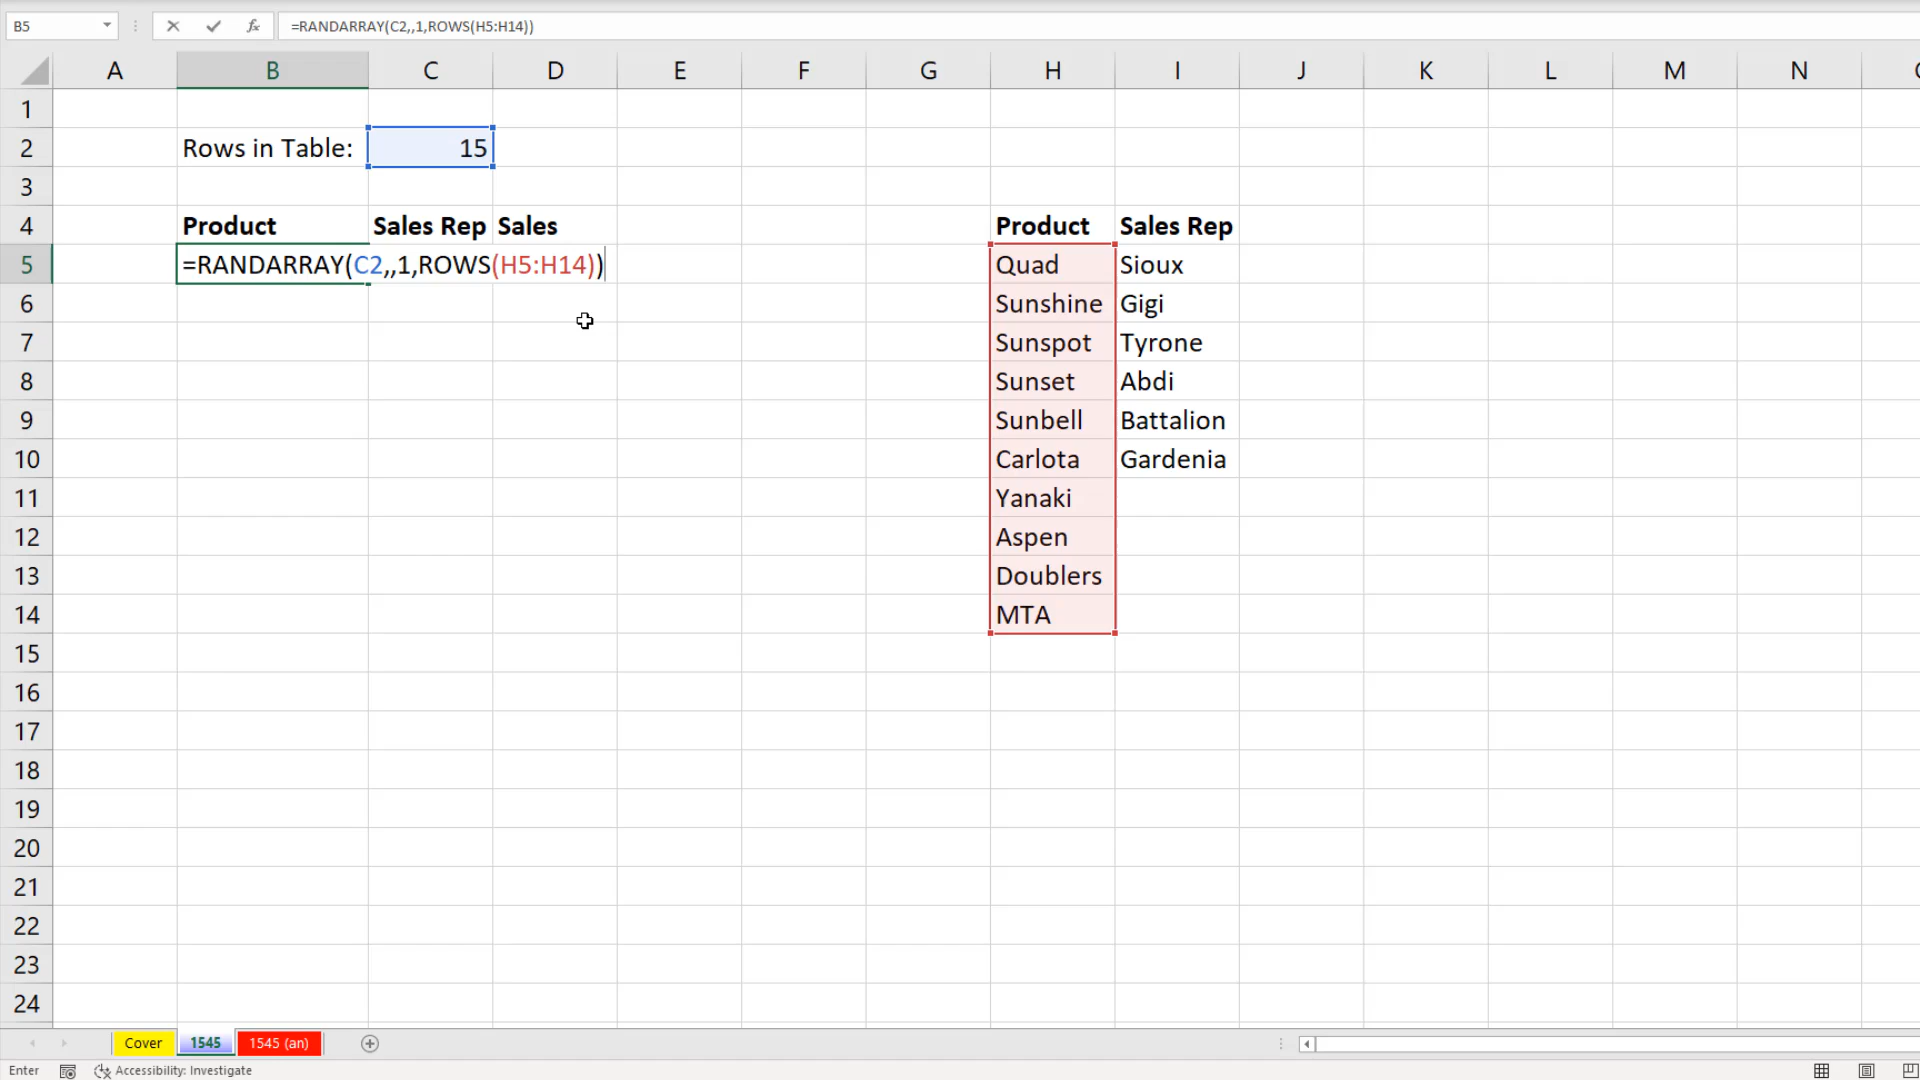 B5 =RANDARRAY(C2,,1,ROWS(H5:H14))
A B C D E F G H I J K L M N
1
2 Rows in Table: 15
3
4 Product Sales Rep Sales Product Sales Rep
5 =RANDARRAY(C2,,1,ROWS(H5:H14)) Quad Sioux
6 Sunshine Gigi
7 Sunspot Tyrone
8 Sunset Abdi
9 Sunbell Battalion
10 Carlota Gardenia
11 Yanaki
12 Aspen
13 Doublers
14 MTA
15
16
17
18
19
20
21
22
23
24
Cover 1545 1545 (an)
Enter Accessibility: Investigate